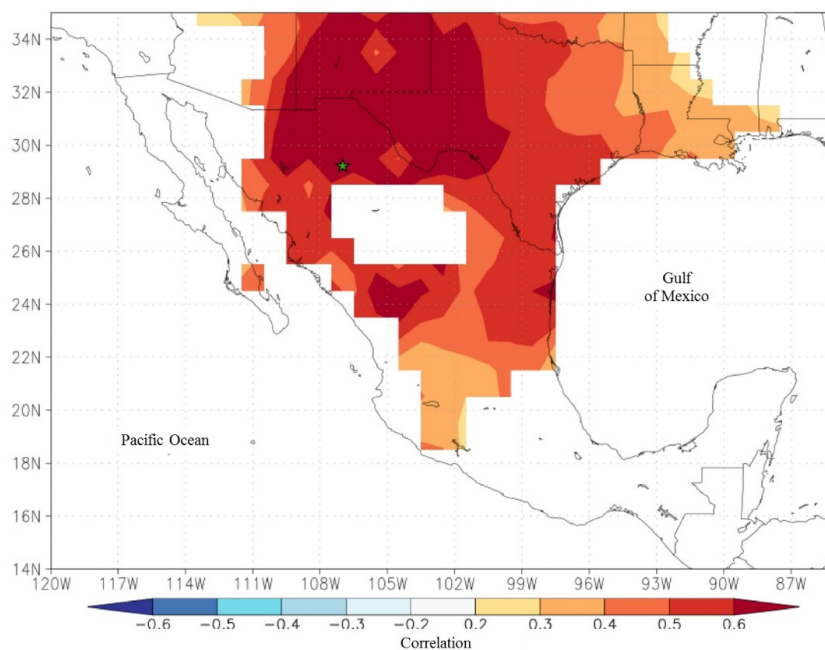 34N
32N
30N
28N
26N
24N
22N
20N
18N
16N
14N
Gulf
of Mexico
Pacific Ocean
120W 117W 114W 111W 108W 105W 102W 99W 96W 93W 90W 87W
-0.6 -0.5 -0.4 -0.3 -0.2 0.2 0.3 0.4 0.5 0.6
Correlation